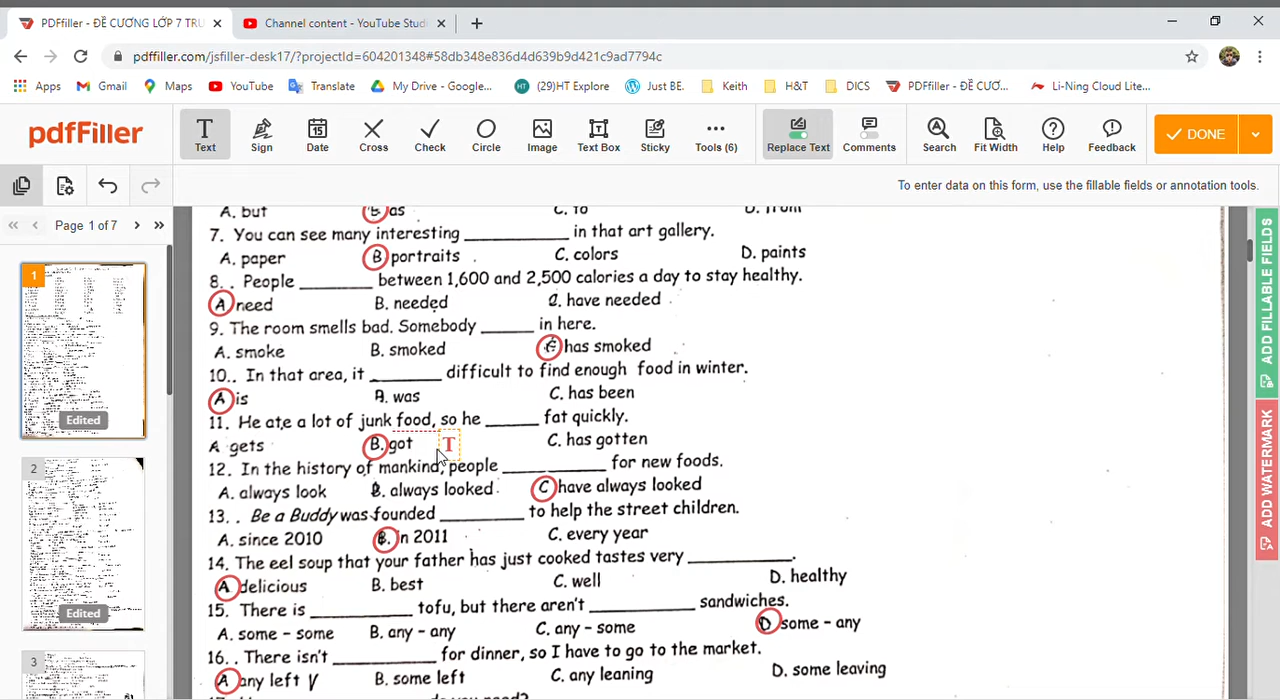 PDFfiller - ĐỀ CƯƠNG LỚP 7 TRU
Channel content - YouTube Studi
pdffiller.com/jsfiller-desk17/?projectId=604201348#58db348e836d4d639b9d421c9ad7794c
Apps Gmail Maps YouTube Translate My Drive - Google... (29)HT Explore Just BE. Keith H&T DICS PDFfiller - ĐỀ CƯƠ... Li-Ning Cloud Lite...
pdfFiller
Text Sign Date Cross Check Circle Image Text Box Sticky Tools (6) Replace Text Comments Search Fit Width Help Feedback DONE
To enter data on this form, use the fillable fields or annotation tools.
Page 1 of 7
1
Edited
2
Edited
3
A. but as C. to D. from
7. You can see many interesting ____________ in that art gallery.
A. paper B portraits . C. colors D. paints
8. . People ________ between 1,600 and 2,500 calories a day to stay healthy.
A need B. needed C. have needed
9. The room smells bad. Somebody ______ in here.
A. smoke B. smoked has smoked
10.. In that area, it ________ difficult to find enough food in winter.
A is A. was C. has been
11. He ate a lot of junk food, so he ______ fat quickly.
A gets B. got T C. has gotten
12. In the history of mankind, people ____________ for new foods.
A. always look B. always looked C have always looked
13. . Be a Buddy was founded __________ to help the street children.
A. since 2010 B. in 2011 C. every year
14. The eel soup that your father has just cooked tastes very ____________.
A delicious B. best C. well D. healthy
15. There is ____________ tofu, but there aren't ____________ sandwiches.
A. some – some B. any – any C. any – some D some – any
16. . There isn't ____________ for dinner, so I have to go to the market.
A any left V B. some left C. any leaning D. some leaving
ADD FILLABLE FIELDS
ADD WATERMARK